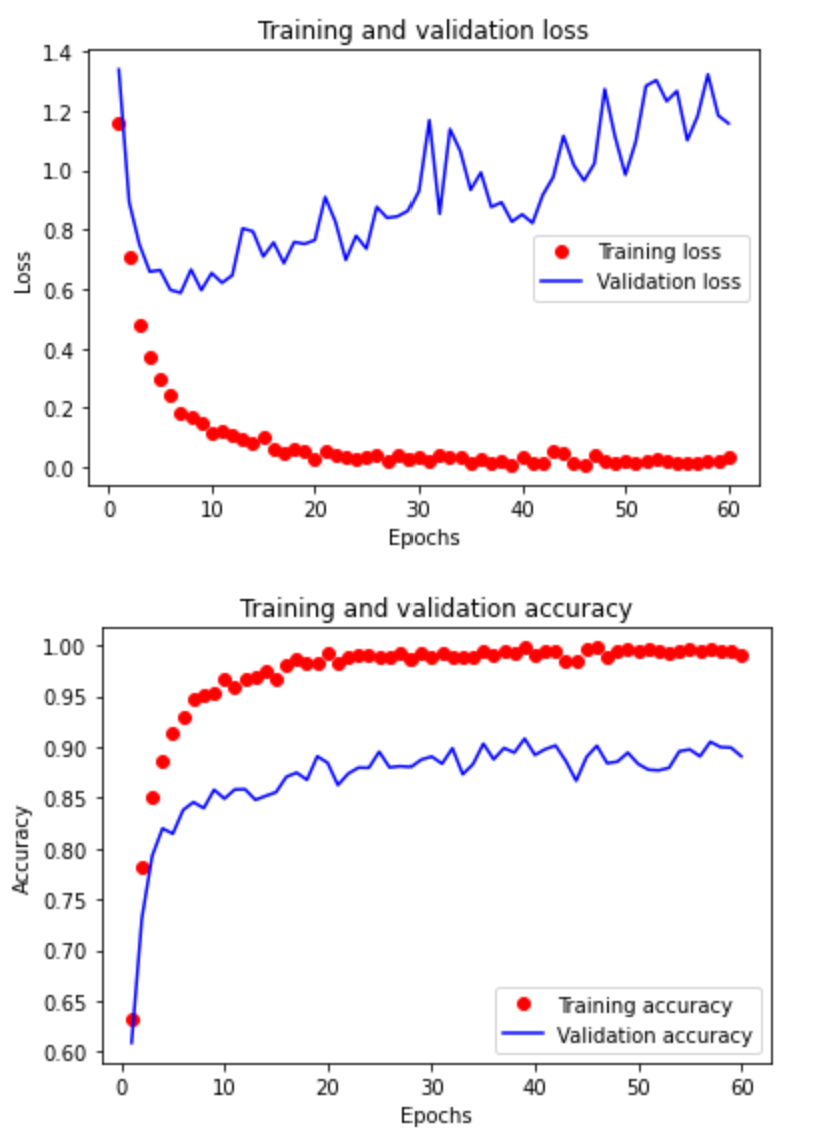 Training and validation loss
1.4
1.2
1.0
0.8
0.6
0.4
0.2
0.0
Loss
Training loss
Validation loss
0 10 20 30 40 50 60
Epochs
Training and validation accuracy
1.00
0.95
0.90
0.85
0.80
0.75
0.70
0.65
0.60
Accuracy
Training accuracy
Validation accuracy
0 10 20 30 40 50 60
Epochs